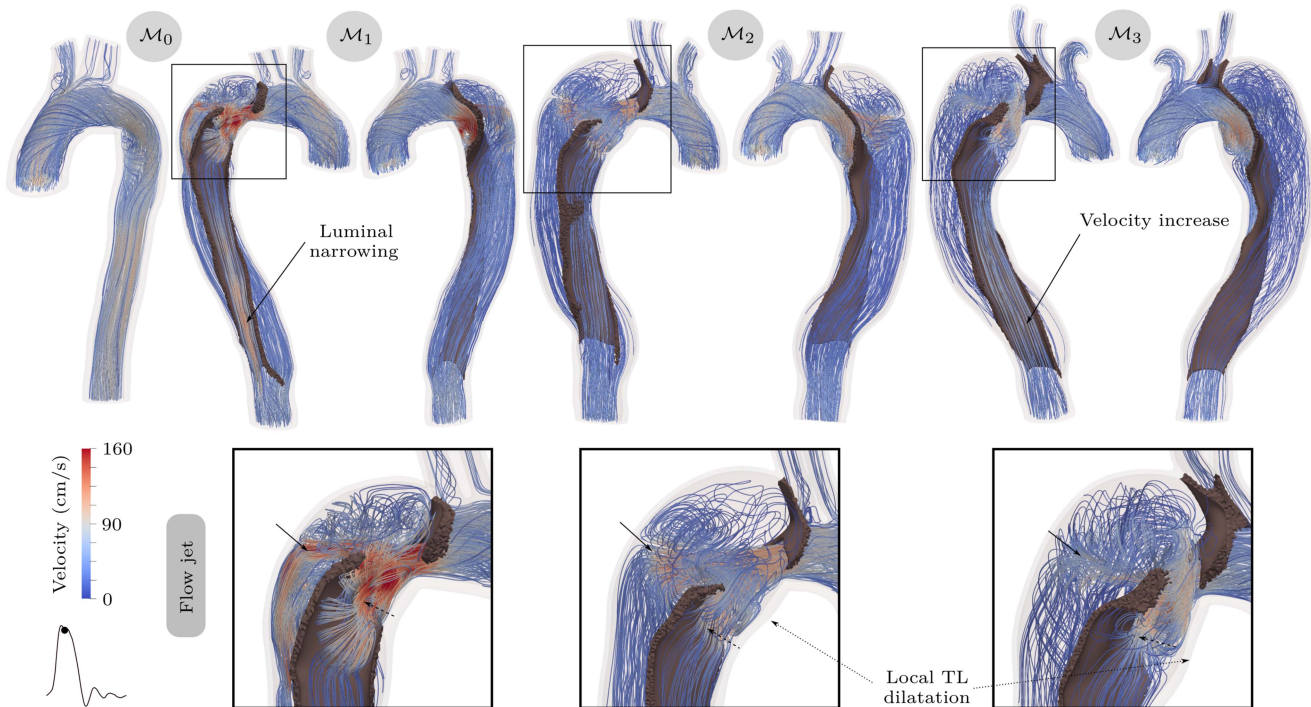 M₀
M₁
M₂
M₃
Luminal
narrowing
Velocity increase
Velocity (cm/s)
160
90
0
Flow jet
Local TL
dilatation